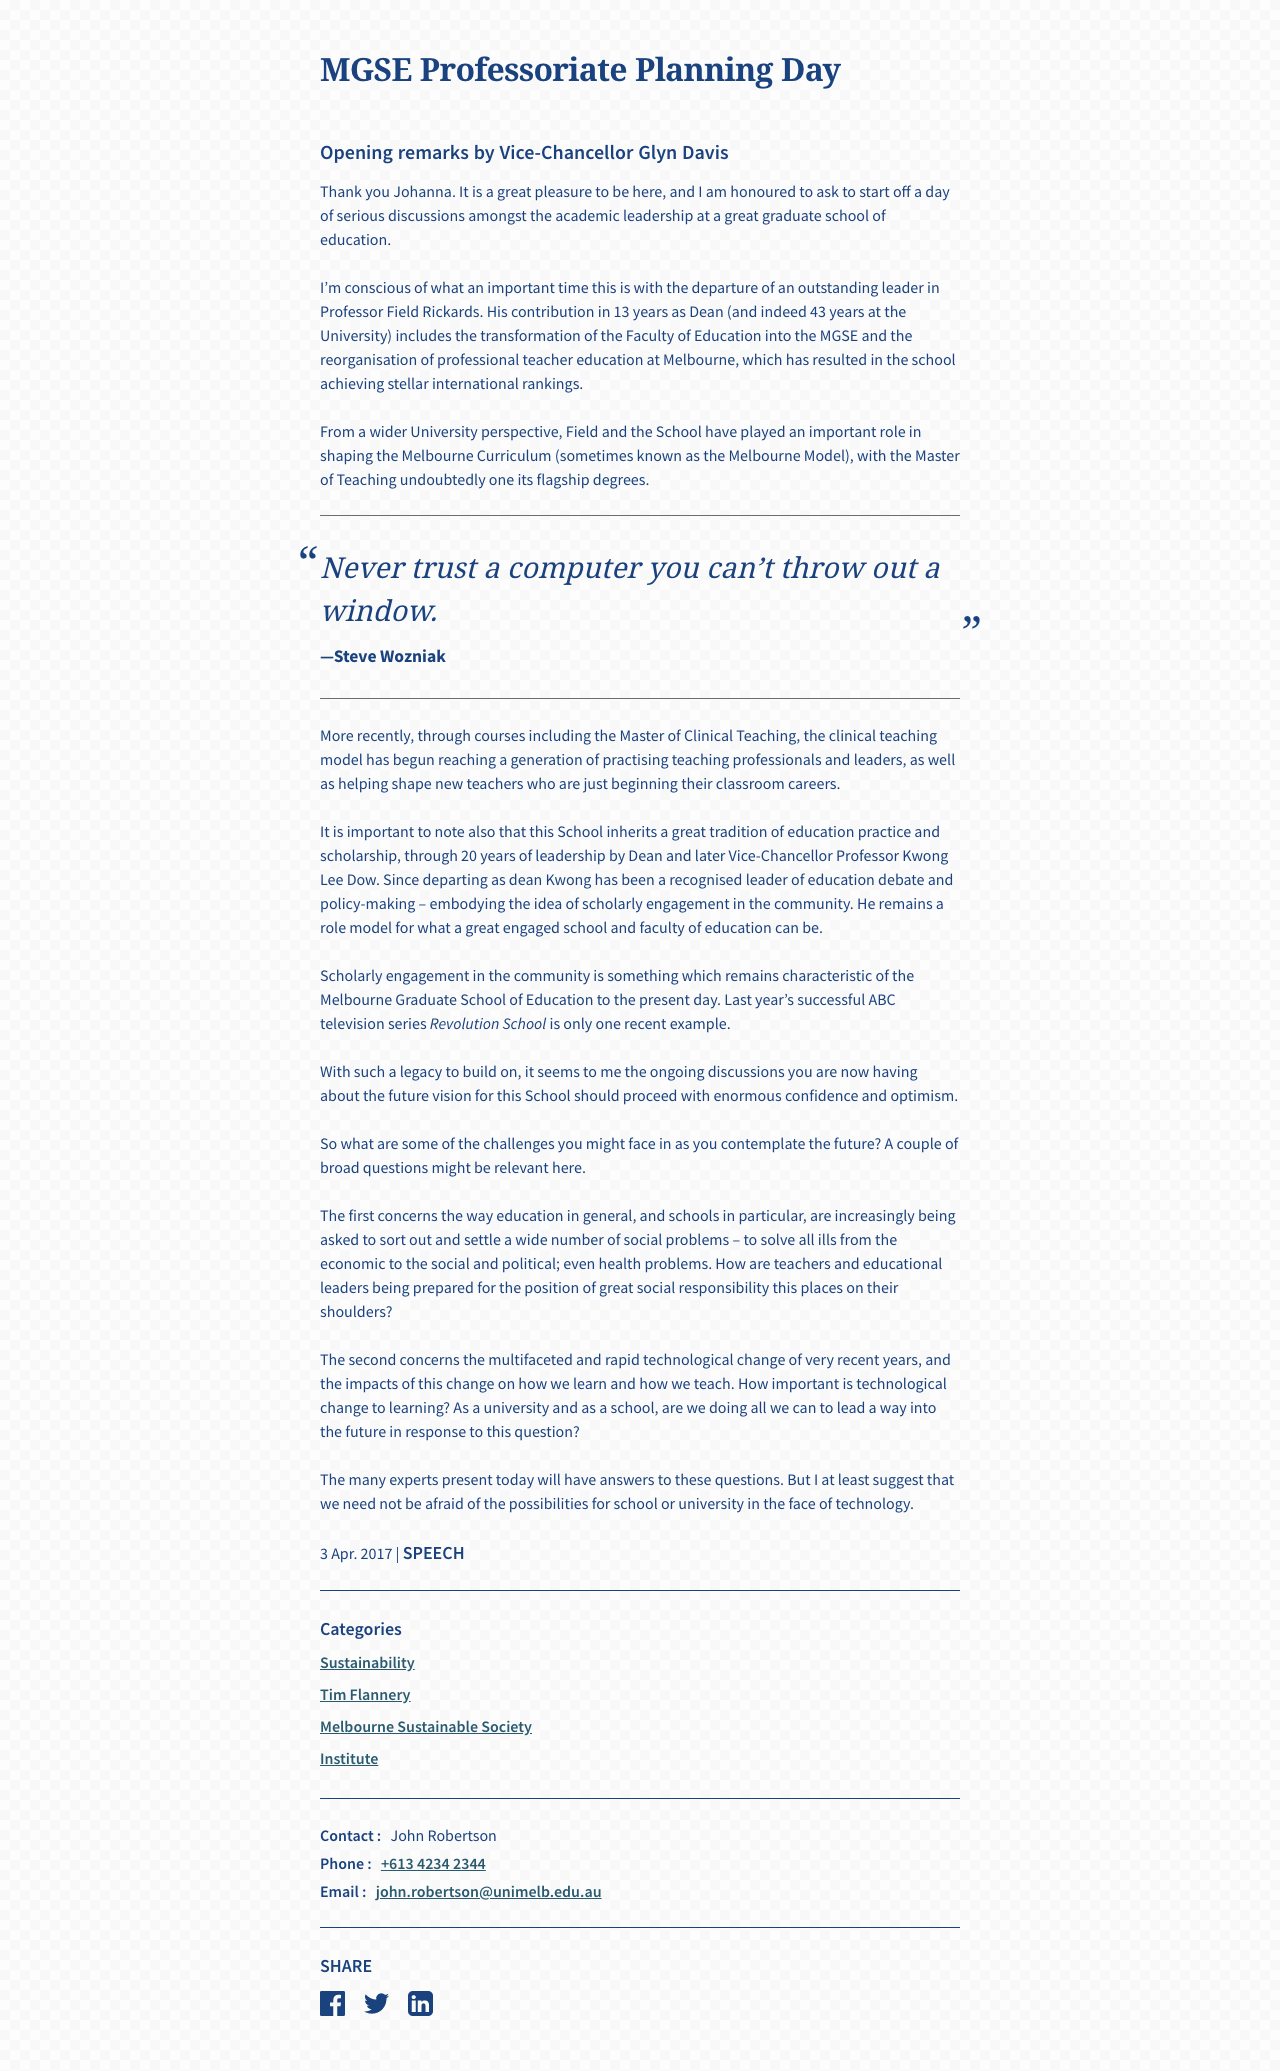 MGSE Professoriate Planning Day
Opening remarks by Vice-Chancellor Glyn Davis
Thank you Johanna. It is a great pleasure to be here, and I am honoured to ask to start off a day
of serious discussions amongst the academic leadership at a great graduate school of
education.
I’m conscious of what an important time this is with the departure of an outstanding leader in
Professor Field Rickards. His contribution in 13 years as Dean (and indeed 43 years at the
University) includes the transformation of the Faculty of Education into the MGSE and the
reorganisation of professional teacher education at Melbourne, which has resulted in the school
achieving stellar international rankings.
From a wider University perspective, Field and the School have played an important role in
shaping the Melbourne Curriculum (sometimes known as the Melbourne Model), with the Master
of Teaching undoubtedly one its flagship degrees.
“Never trust a computer you can’t throw out a
window.”
—Steve Wozniak
More recently, through courses including the Master of Clinical Teaching, the clinical teaching
model has begun reaching a generation of practising teaching professionals and leaders, as well
as helping shape new teachers who are just beginning their classroom careers.
It is important to note also that this School inherits a great tradition of education practice and
scholarship, through 20 years of leadership by Dean and later Vice-Chancellor Professor Kwong
Lee Dow. Since departing as dean Kwong has been a recognised leader of education debate and
policy-making – embodying the idea of scholarly engagement in the community. He remains a
role model for what a great engaged school and faculty of education can be.
Scholarly engagement in the community is something which remains characteristic of the
Melbourne Graduate School of Education to the present day. Last year’s successful ABC
television series Revolution School is only one recent example.
With such a legacy to build on, it seems to me the ongoing discussions you are now having
about the future vision for this School should proceed with enormous confidence and optimism.
So what are some of the challenges you might face in as you contemplate the future? A couple of
broad questions might be relevant here.
The first concerns the way education in general, and schools in particular, are increasingly being
asked to sort out and settle a wide number of social problems – to solve all ills from the
economic to the social and political; even health problems. How are teachers and educational
leaders being prepared for the position of great social responsibility this places on their
shoulders?
The second concerns the multifaceted and rapid technological change of very recent years, and
the impacts of this change on how we learn and how we teach. How important is technological
change to learning? As a university and as a school, are we doing all we can to lead a way into
the future in response to this question?
The many experts present today will have answers to these questions. But I at least suggest that
we need not be afraid of the possibilities for school or university in the face of technology.
3 Apr. 2017 | SPEECH
Categories
Sustainability
Tim Flannery
Melbourne Sustainable Society
Institute
Contact : John Robertson
Phone : +613 4234 2344
Email : john.robertson@unimelb.edu.au
SHARE